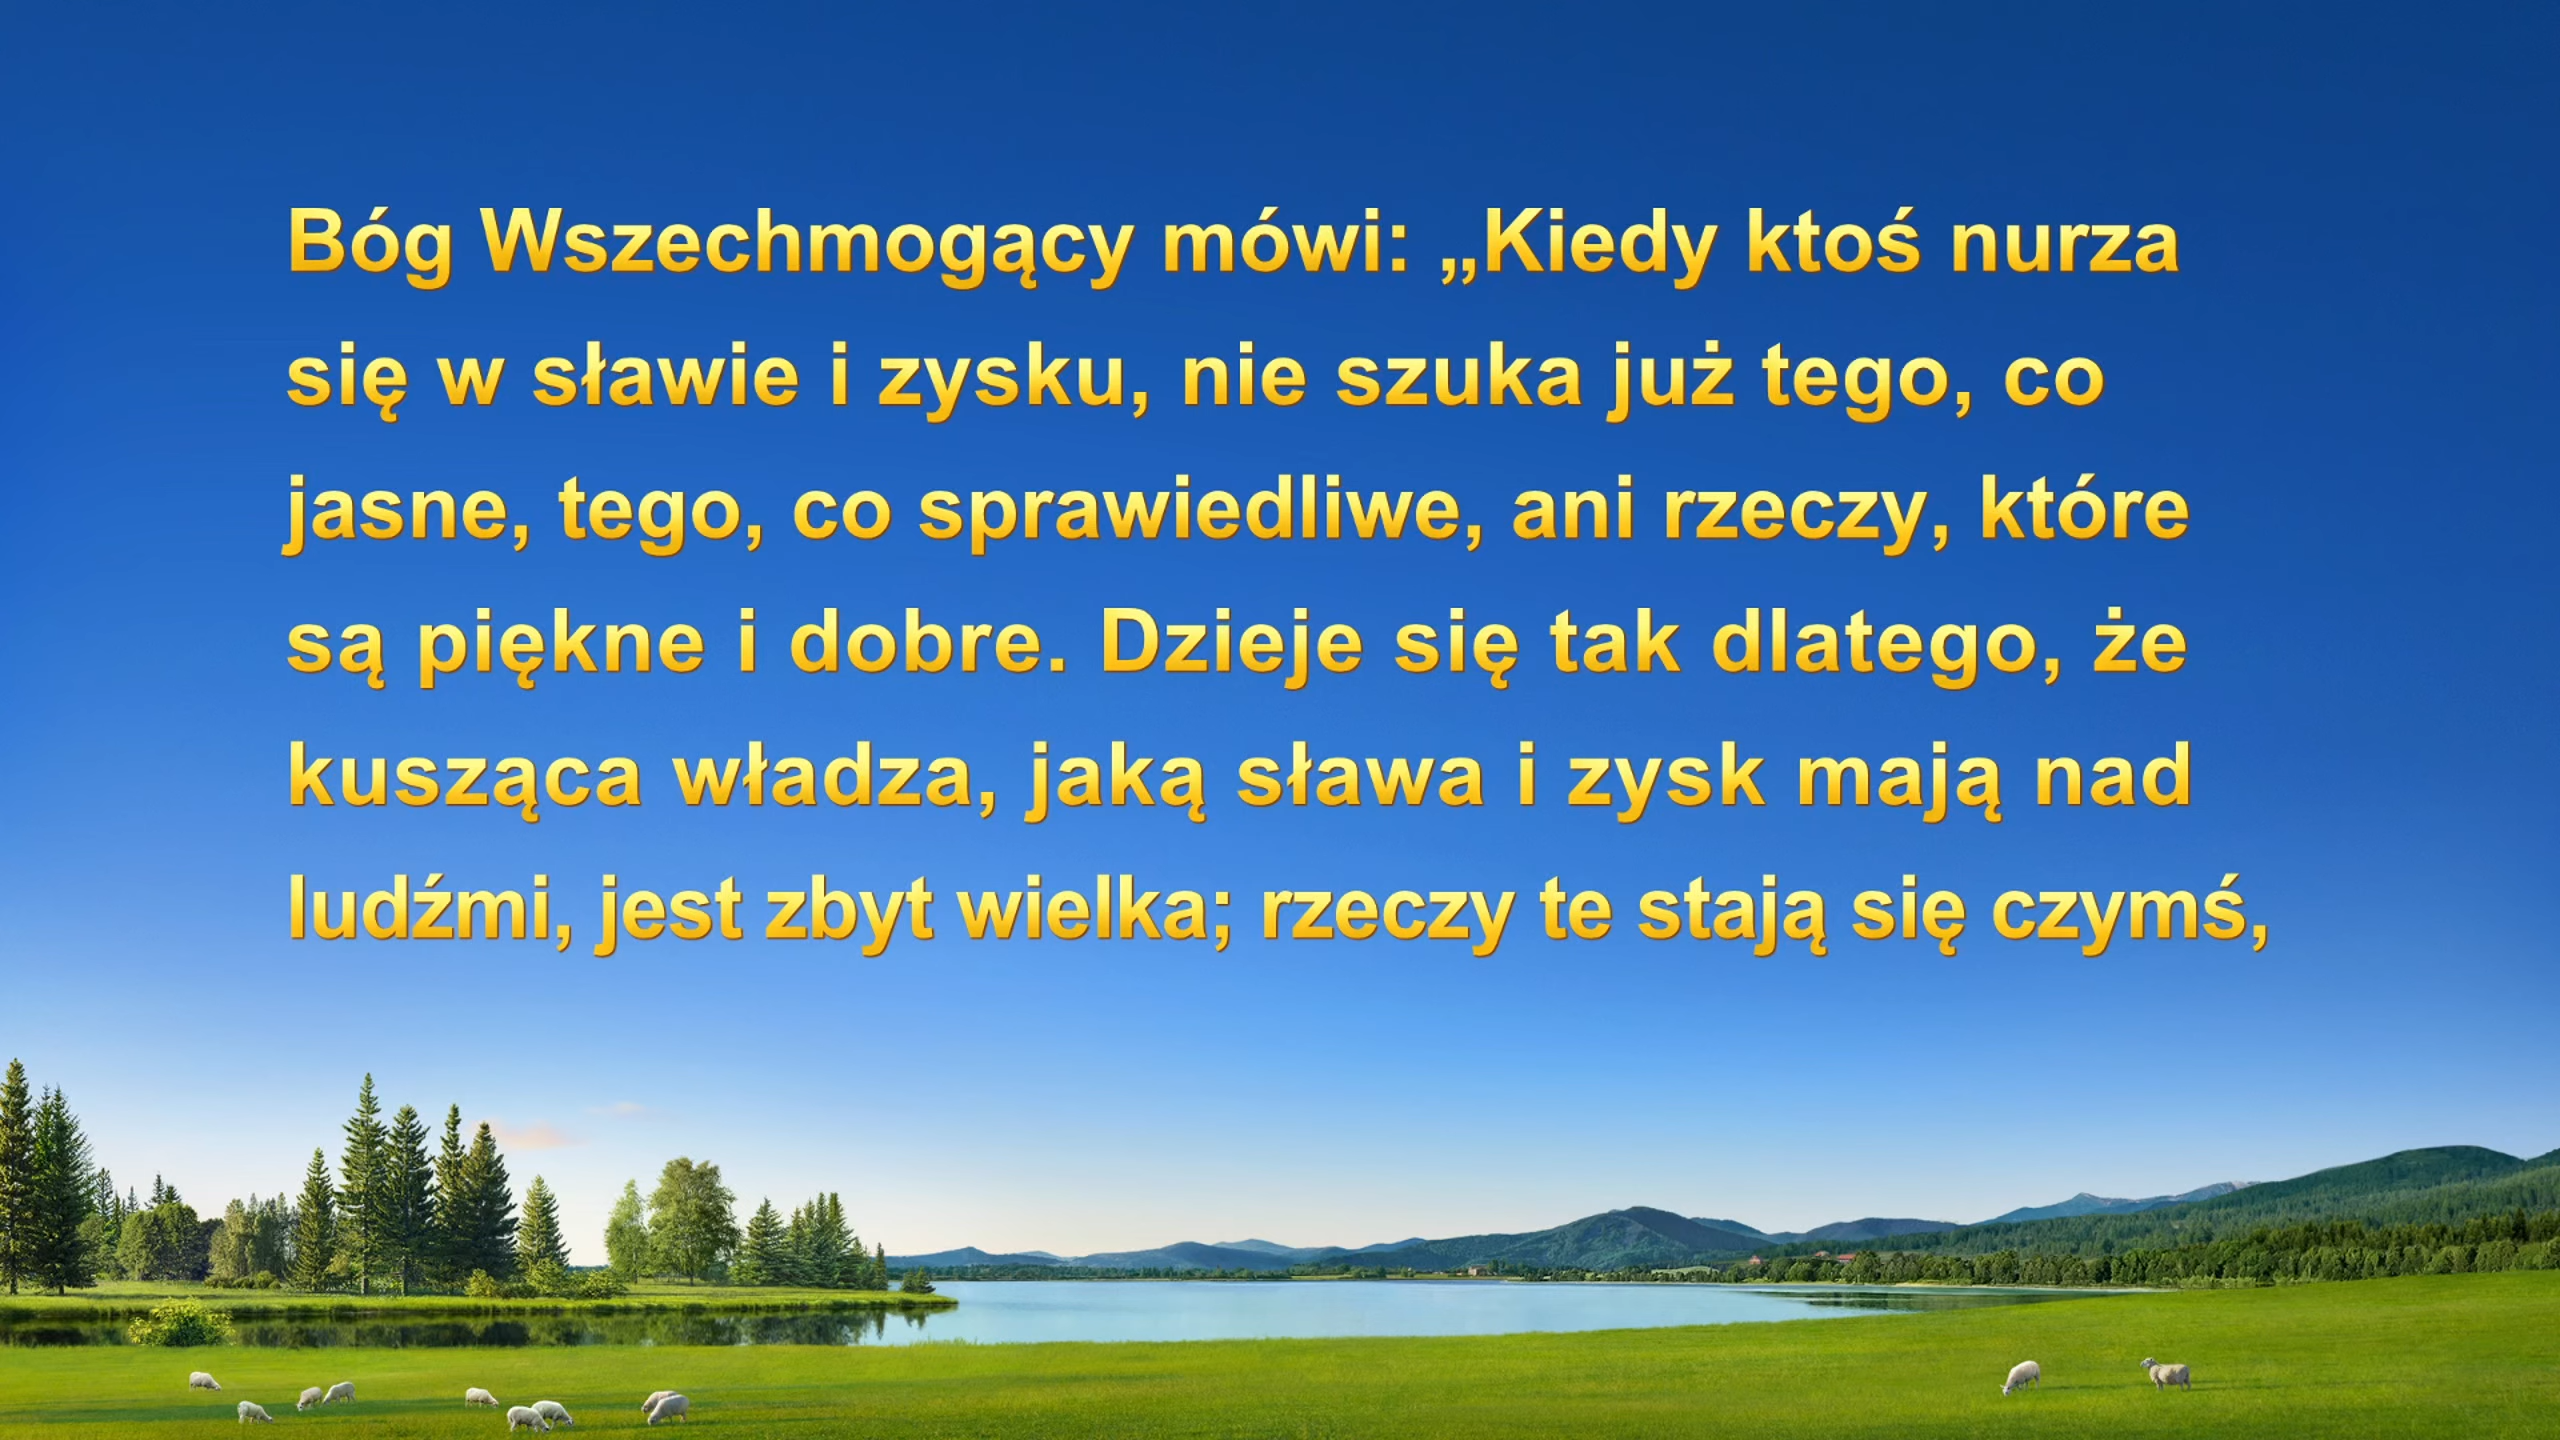 Bóg Wszechmogący mówi: „Kiedy ktoś nurza
się w sławie i zysku, nie szuka już tego, co
jasne, tego, co sprawiedliwe, ani rzeczy, które
są piękne i dobre. Dzieje się tak dlatego, że
kusząca władza, jaką sława i zysk mają nad
ludźmi, jest zbyt wielka; rzeczy te stają się czymś,